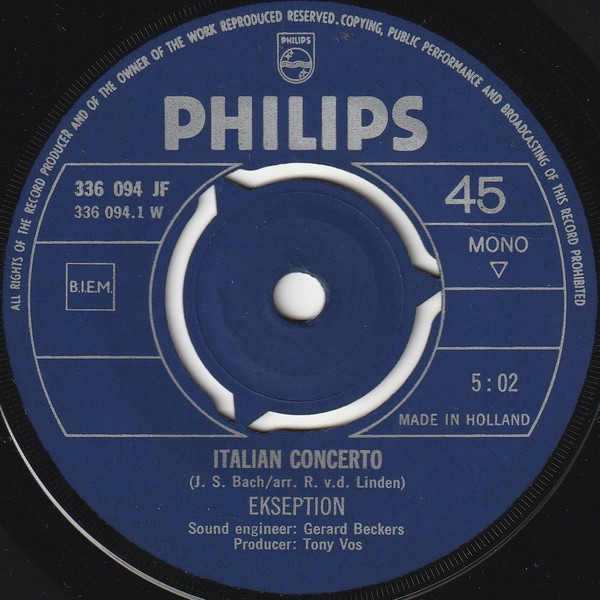 ALL RIGHTS OF THE RECORD PRODUCER AND OF THE OWNER OF THE WORK REPRODUCED RESERVED. COPYING, PUBLIC PERFORMANCE AND BROADCASTING OF THIS RECORD PROHIBITED
PHILIPS
PHILIPS
336 094 JF
336 094.1 W
45
MONO
B.I.E.M.
5:02
MADE IN HOLLAND
ITALIAN CONCERTO
(J. S. Bach/arr. R. v.d. Linden)
EKSEPTION
Sound engineer: Gerard Beckers
Producer: Tony Vos